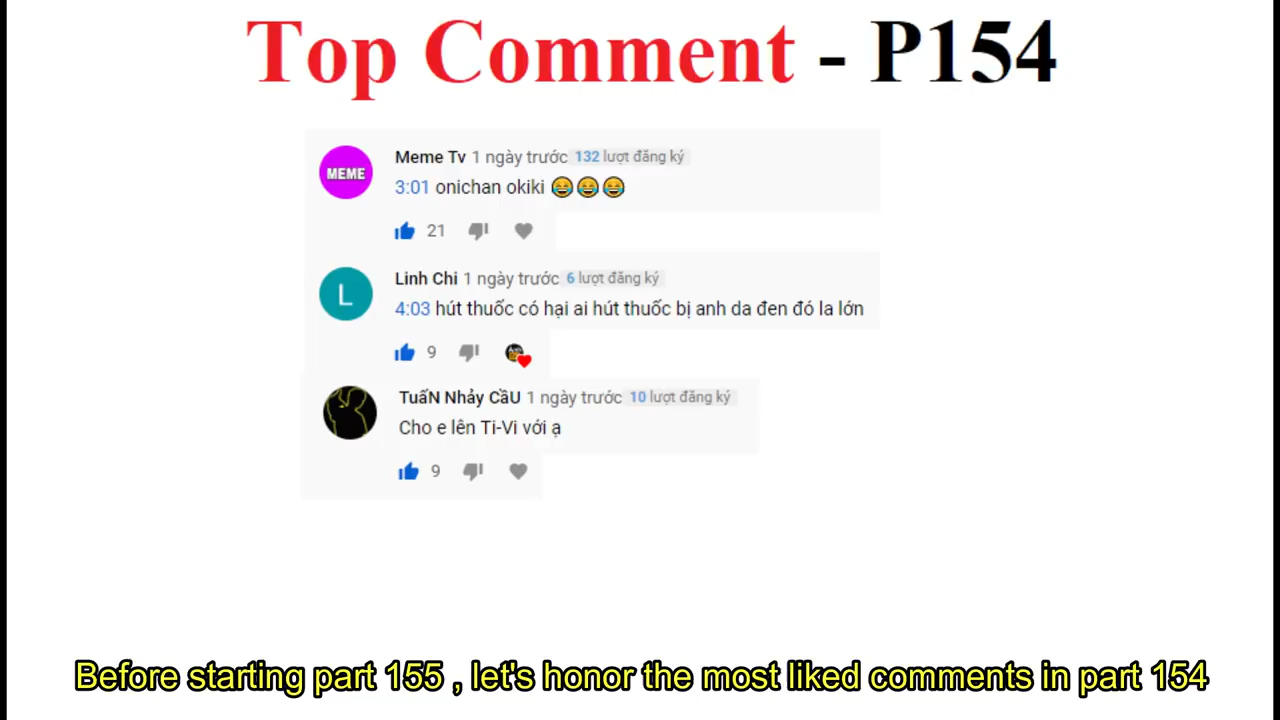 Top Comment - P154
MEME
Meme Tv 1 ngày trước 132 lượt đăng ký
3:01 onichan okiki 😂😂😂
21
L
Linh Chi 1 ngày trước 6 lượt đăng ký
4:03 hút thuốc có hại ai hút thuốc bị anh da đen đó la lớn
9
TuấN Nhảy CầU 1 ngày trước 10 lượt đăng ký
Cho e lên Ti-Vi với ạ
9
Before starting part 155 , let's honor the most liked comments in part 154